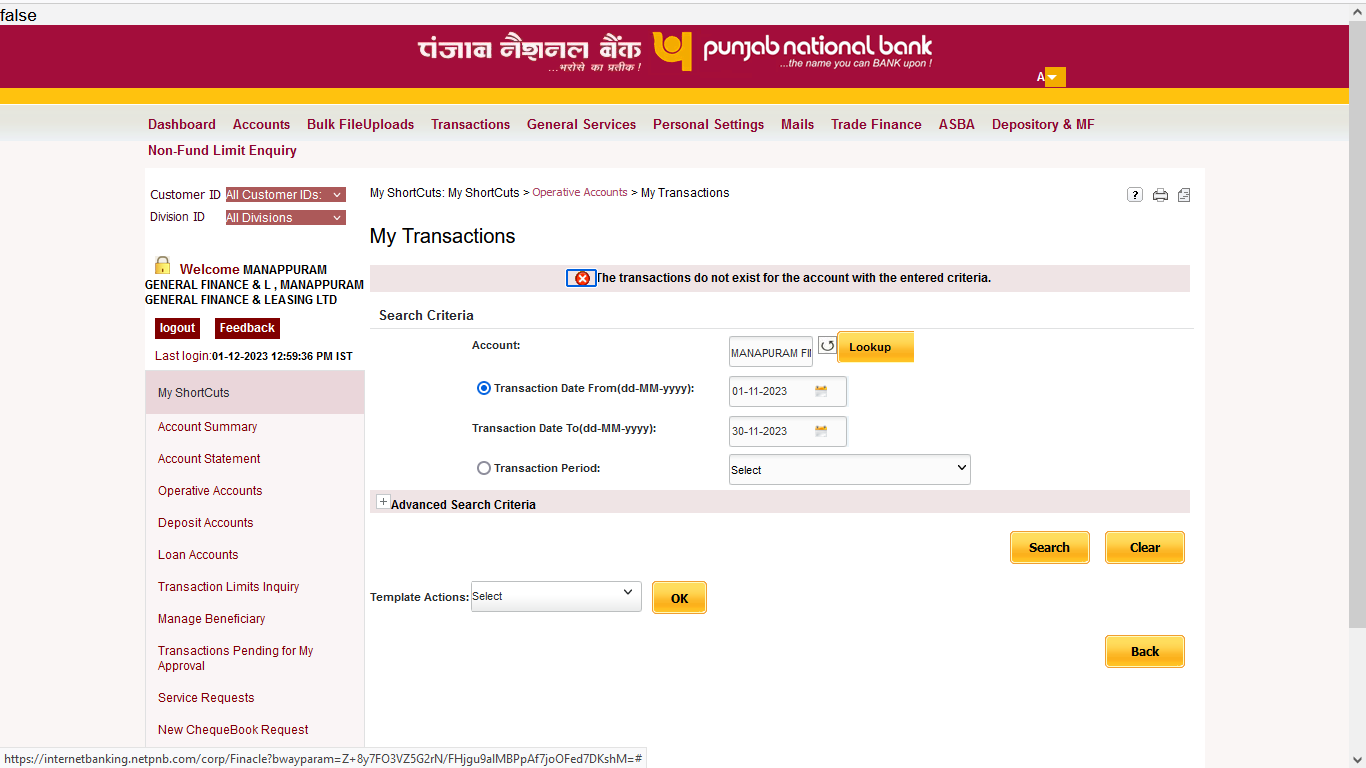 false
पंजाब नैशनल बैंक
...भरोसे का प्रतीक !
punjab national bank
...the name you can BANK upon !
A
Dashboard Accounts Bulk FileUploads Transactions General Services Personal Settings Mails Trade Finance ASBA Depository & MF
Non-Fund Limit Enquiry
Customer ID All Customer IDs:
Division ID All Divisions
My ShortCuts: My ShortCuts > Operative Accounts > My Transactions
?
My Transactions
Welcome MANAPPURAM
GENERAL FINANCE & L , MANAPPURAM
GENERAL FINANCE & LEASING LTD
logout Feedback
Last login:01-12-2023 12:59:36 PM IST
The transactions do not exist for the account with the entered criteria.
Search Criteria
Account: MANAPURAM FII Lookup
Transaction Date From(dd-MM-yyyy): 01-11-2023
Transaction Date To(dd-MM-yyyy): 30-11-2023
Transaction Period: Select
+ Advanced Search Criteria
Search Clear
Template Actions: Select OK
Back
My ShortCuts
Account Summary
Account Statement
Operative Accounts
Deposit Accounts
Loan Accounts
Transaction Limits Inquiry
Manage Beneficiary
Transactions Pending for My
Approval
Service Requests
New ChequeBook Request
https://internetbanking.netpnb.com/corp/Finacle?bwayparam=Z+8y7FO3VZ5G2rN/FHjgu9alMBPpAf7joOFed7DKshM=#